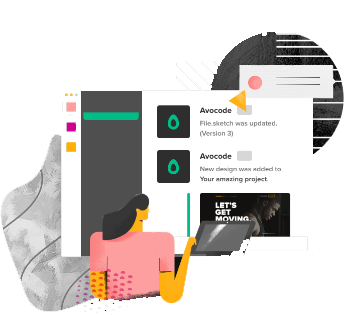 Avocode
File.sketch was updated.
(Version 3)
Avocode
New design was added to
Your amazing project
LET'S
GET
MOVING